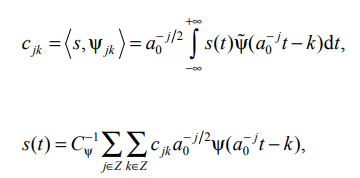 c_{jk} = ⟨s, ψ_{jk}⟩ = a_0^{-j/2} ∫_{-∞}^{+∞} s(t)ψ̃(a_0^{-j}t − k)dt,
s(t) = C_ψ^{-1} ∑_{j∈Z} ∑_{k∈Z} c_{jk} a_0^{-j/2} ψ(a_0^{-j}t − k),